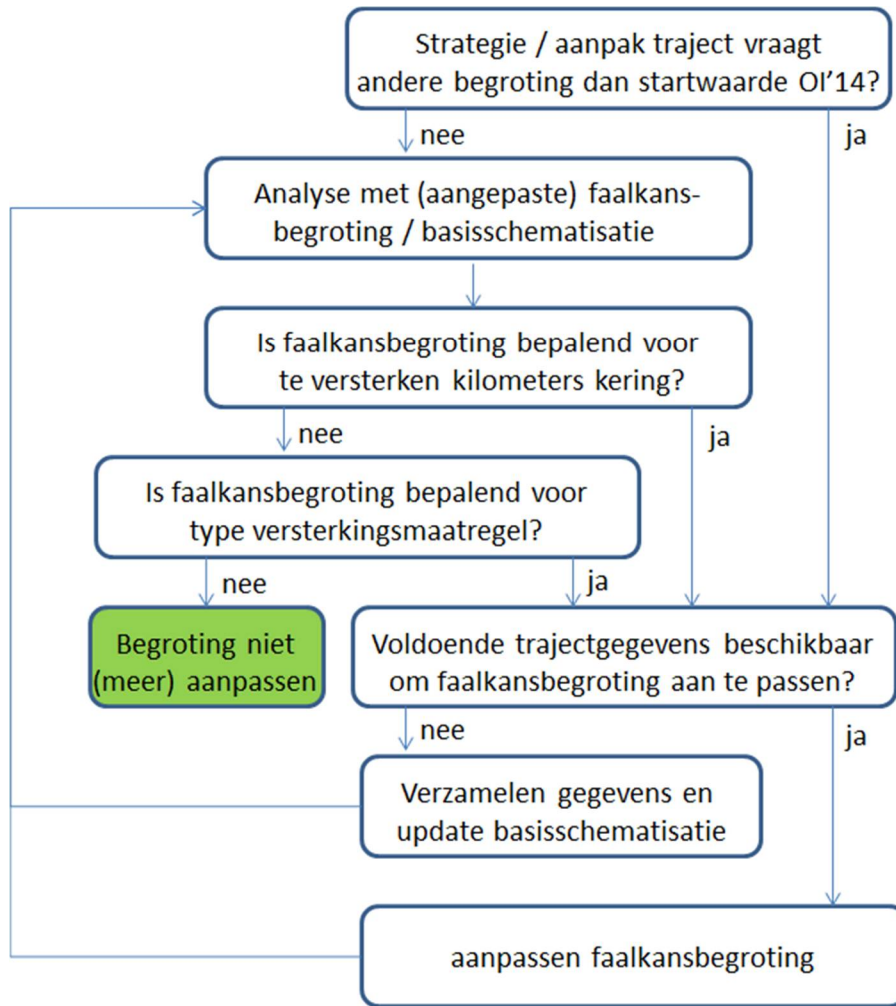 Strategie / aanpak traject vraagt
andere begroting dan startwaarde OI’14?
nee
ja
Analyse met (aangepaste) faalkans-
begroting / basisschematisatie
Is faalkansbegroting bepalend voor
te versterken kilometers kering?
nee
ja
Is faalkansbegroting bepalend voor
type versterkingsmaatregel?
nee
ja
Begroting niet
(meer) aanpassen
Voldoende trajectgegevens beschikbaar
om faalkansbegroting aan te passen?
nee
ja
Verzamelen gegevens en
update basisschematisatie
aanpassen faalkansbegroting